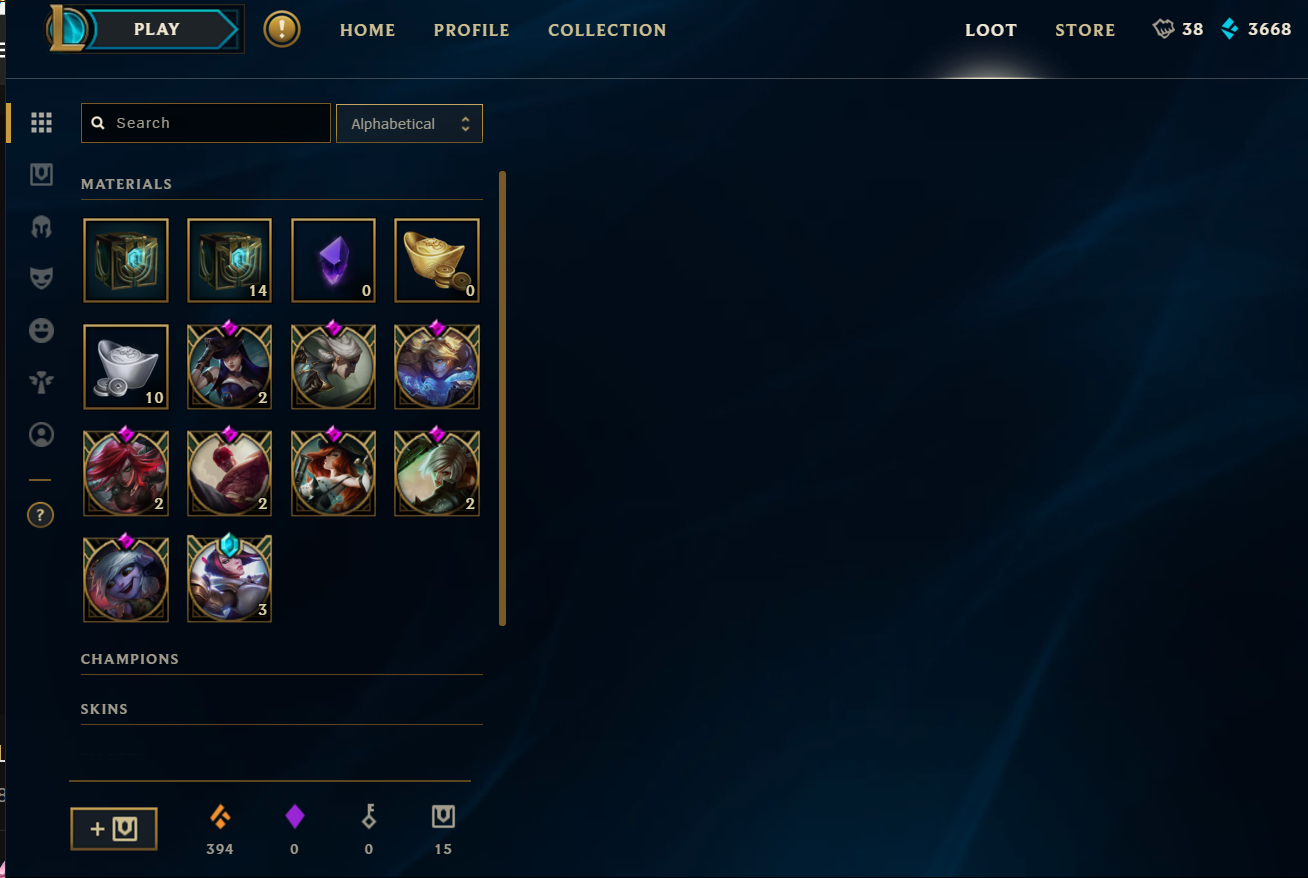 PLAY
!
HOME
PROFILE
COLLECTION
LOOT
STORE
38
3668
Search
Alphabetical
MATERIALS
14
0
0
10
2
2
2
2
3
?
CHAMPIONS
SKINS
+
394
0
0
15